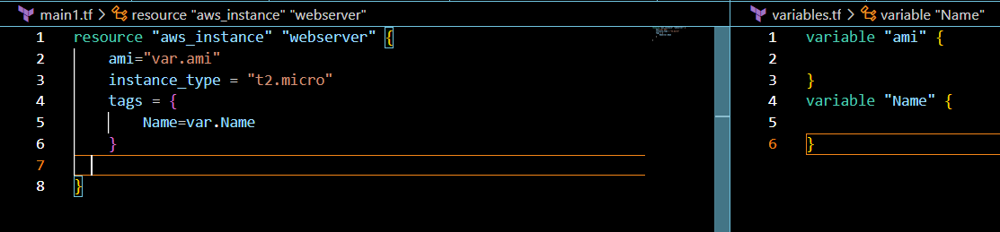 main1.tf > resource "aws_instance" "webserver"
1 resource "aws_instance" "webserver" {
2     ami="var.ami"
3     instance_type = "t2.micro"
4     tags = {
5         Name=var.Name
6     }
7
8 }
variables.tf > variable "Name"
1 variable "ami" {
2
3 }
4 variable "Name" {
5
6 }